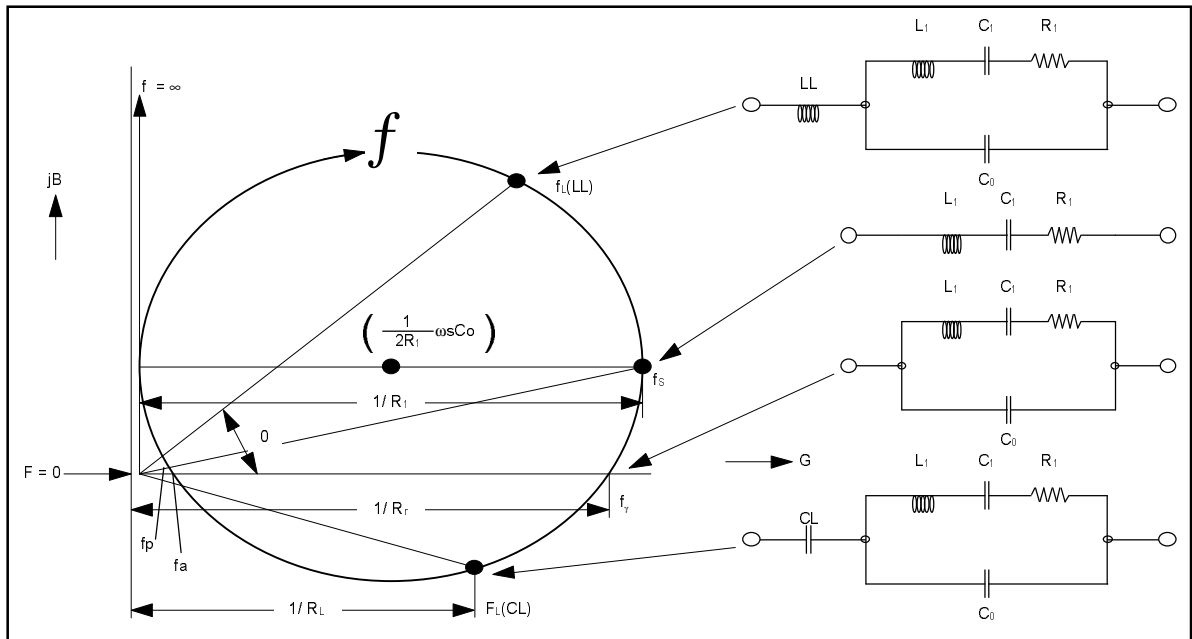 f = ∞
f
jB
fL(LL)
( 1/2R1 ωsCo )
fS
1/ R1
0
F = 0
G
1/ Rr
fγ
fp
fa
1/ RL
FL(CL)
L1 C1 R1
LL
C0
L1 C1 R1
L1 C1 R1
C0
L1 C1 R1
CL
C0